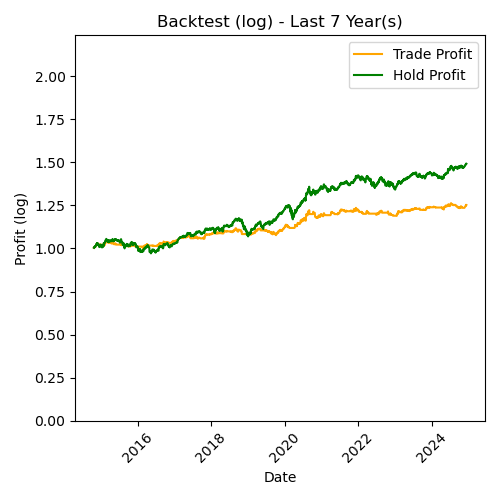 Backtest (log) - Last 7 Year(s)
Trade Profit
Hold Profit
Profit (log)
2.00
1.75
1.50
1.25
1.00
0.75
0.50
0.25
0.00
2016
2018
2020
2022
2024
Date